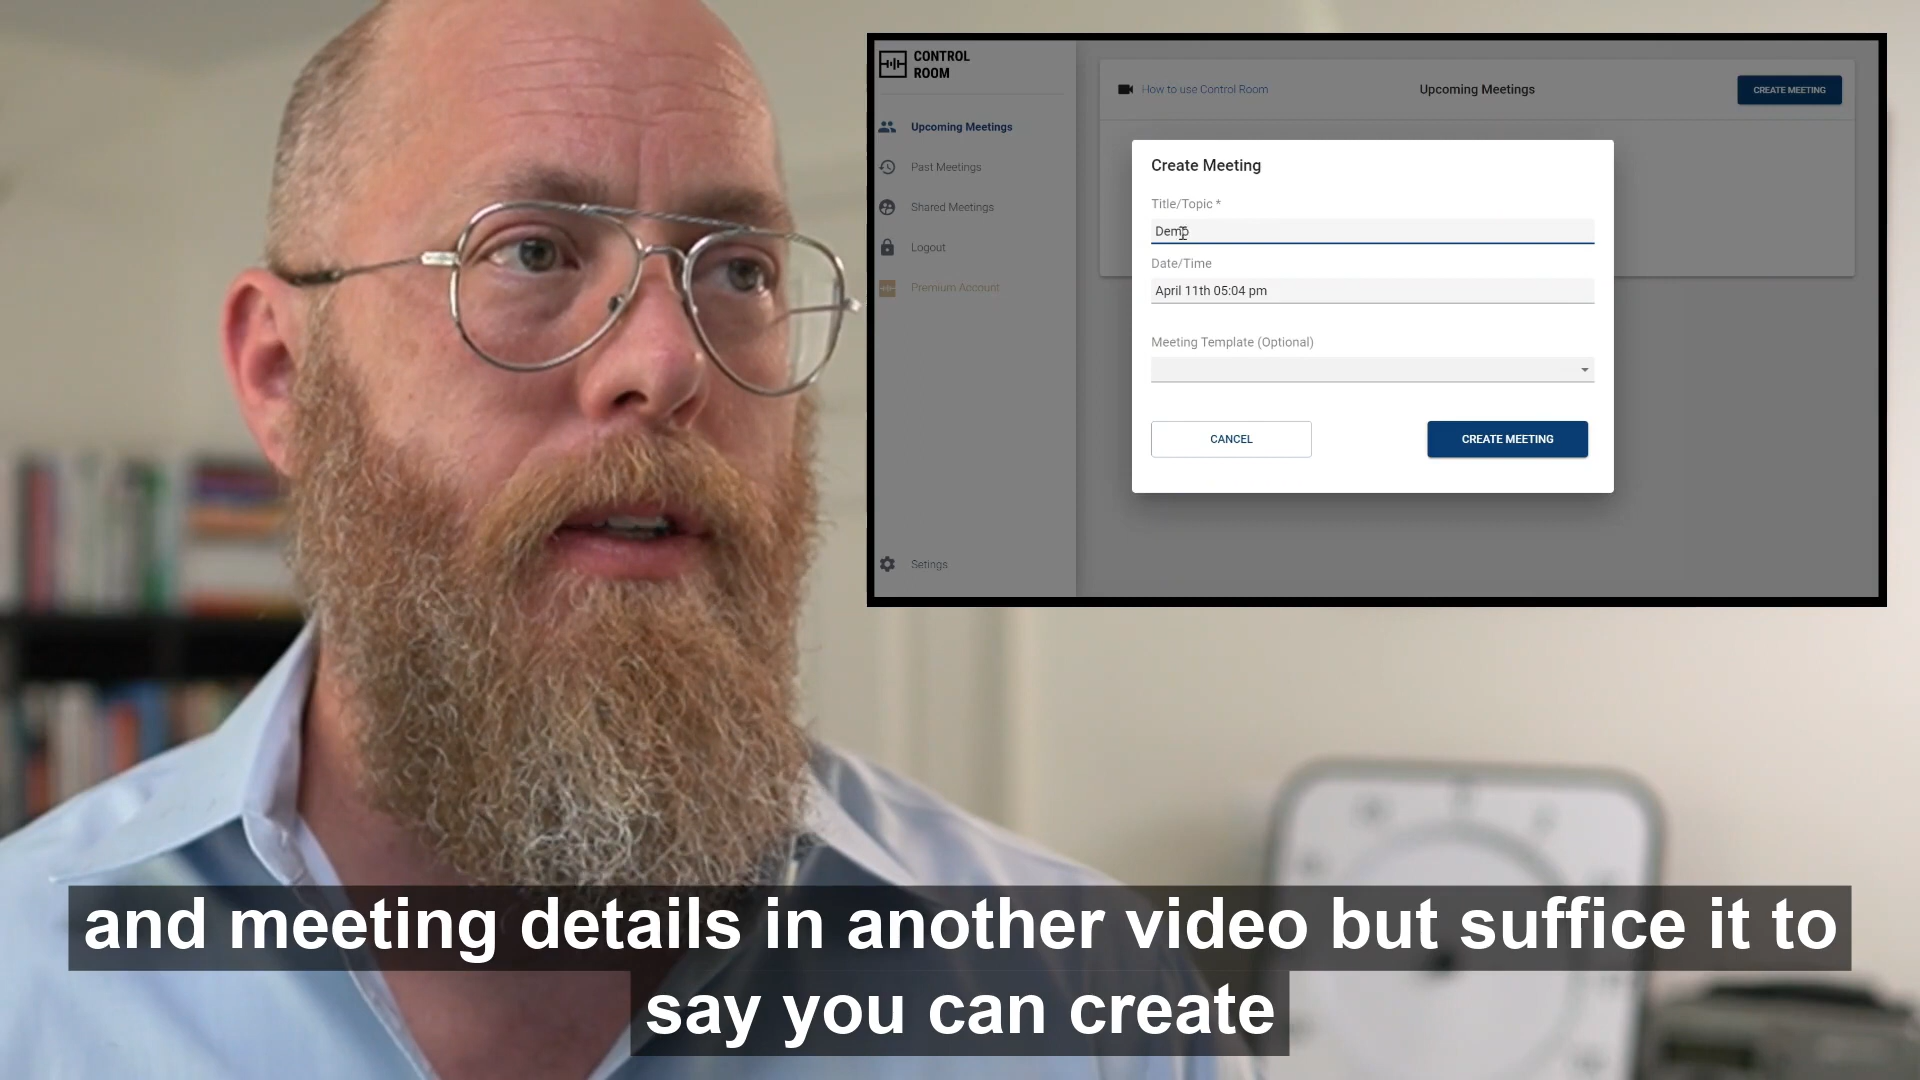 CONTROL
ROOM
Upcoming Meetings
Past Meetings
Shared Meetings
Logout
Premium Account
Setings
How to use Control Room
Upcoming Meetings
CREATE MEETING
Create Meeting
Title/Topic *
Demo
Date/Time
April 11th 05:04 pm
Meeting Template (Optional)
CANCEL
CREATE MEETING
and meeting details in another video but suffice it to
say you can create